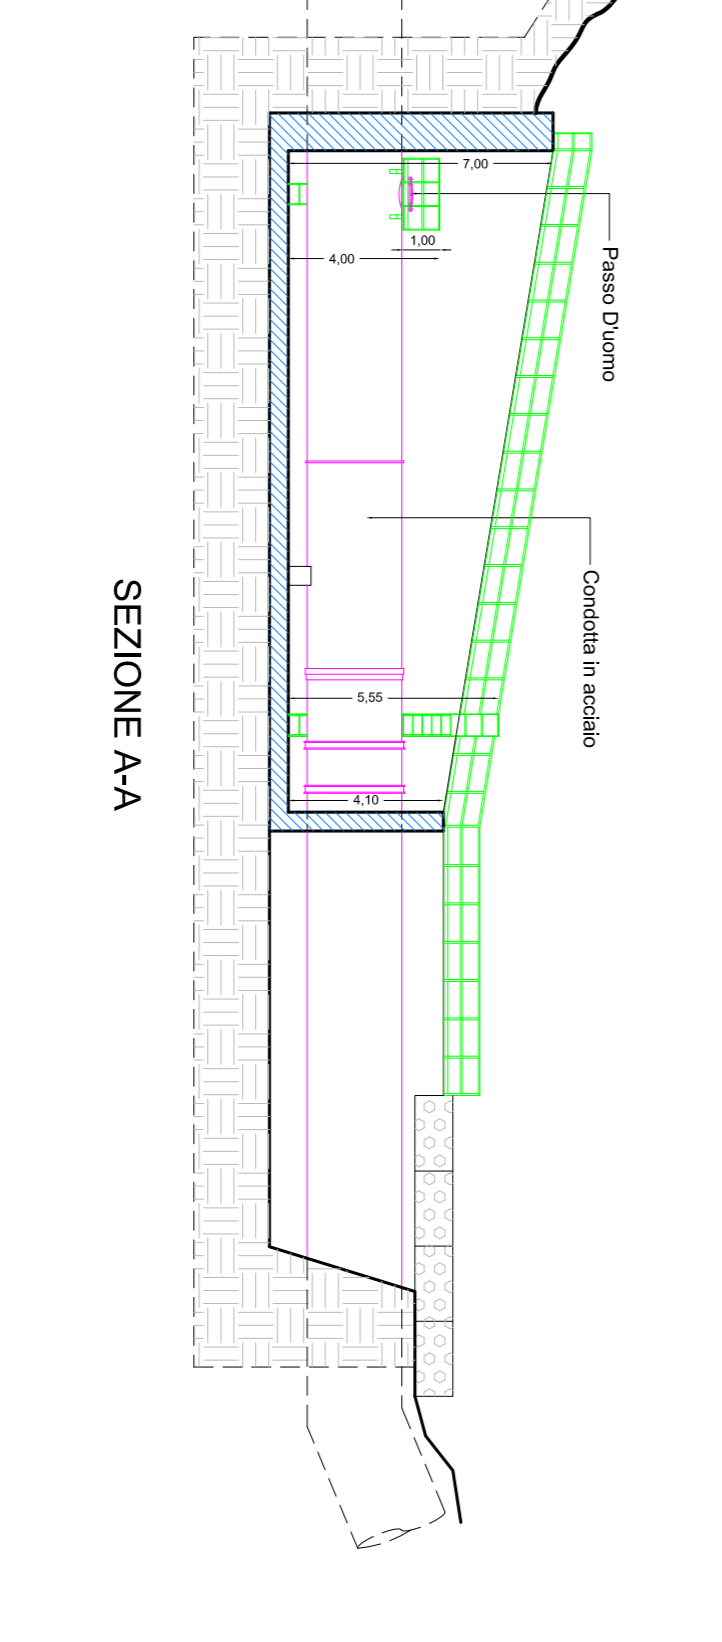 7,00
1,00
4,00
Passo D'uomo
Condotta in acciaio
5,55
4,10
SEZIONE A-A